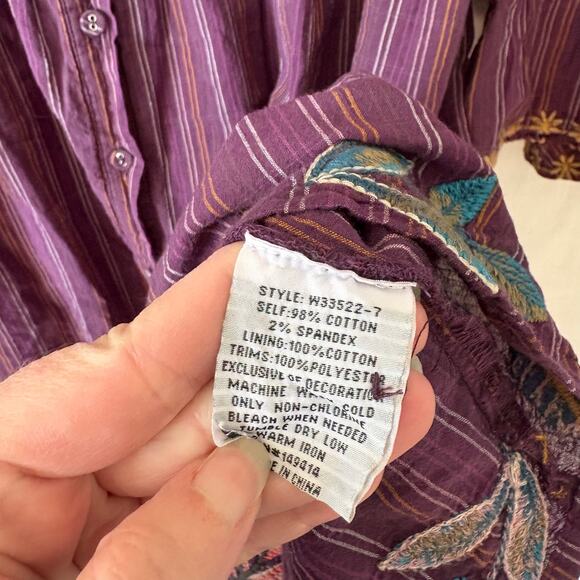 STYLE: W33522-7
SELF:98% COTTON
2% SPANDEX
LINING:100%COTTON
TRIMS:100%POLYESTER
EXCLUSIVE OF DECORATION
MACHINE WASH COLD
ONLY NON-CHLORINE
BLEACH WHEN NEEDED
TUMBLE DRY LOW
WARM IRON
#149414
IN CHINA